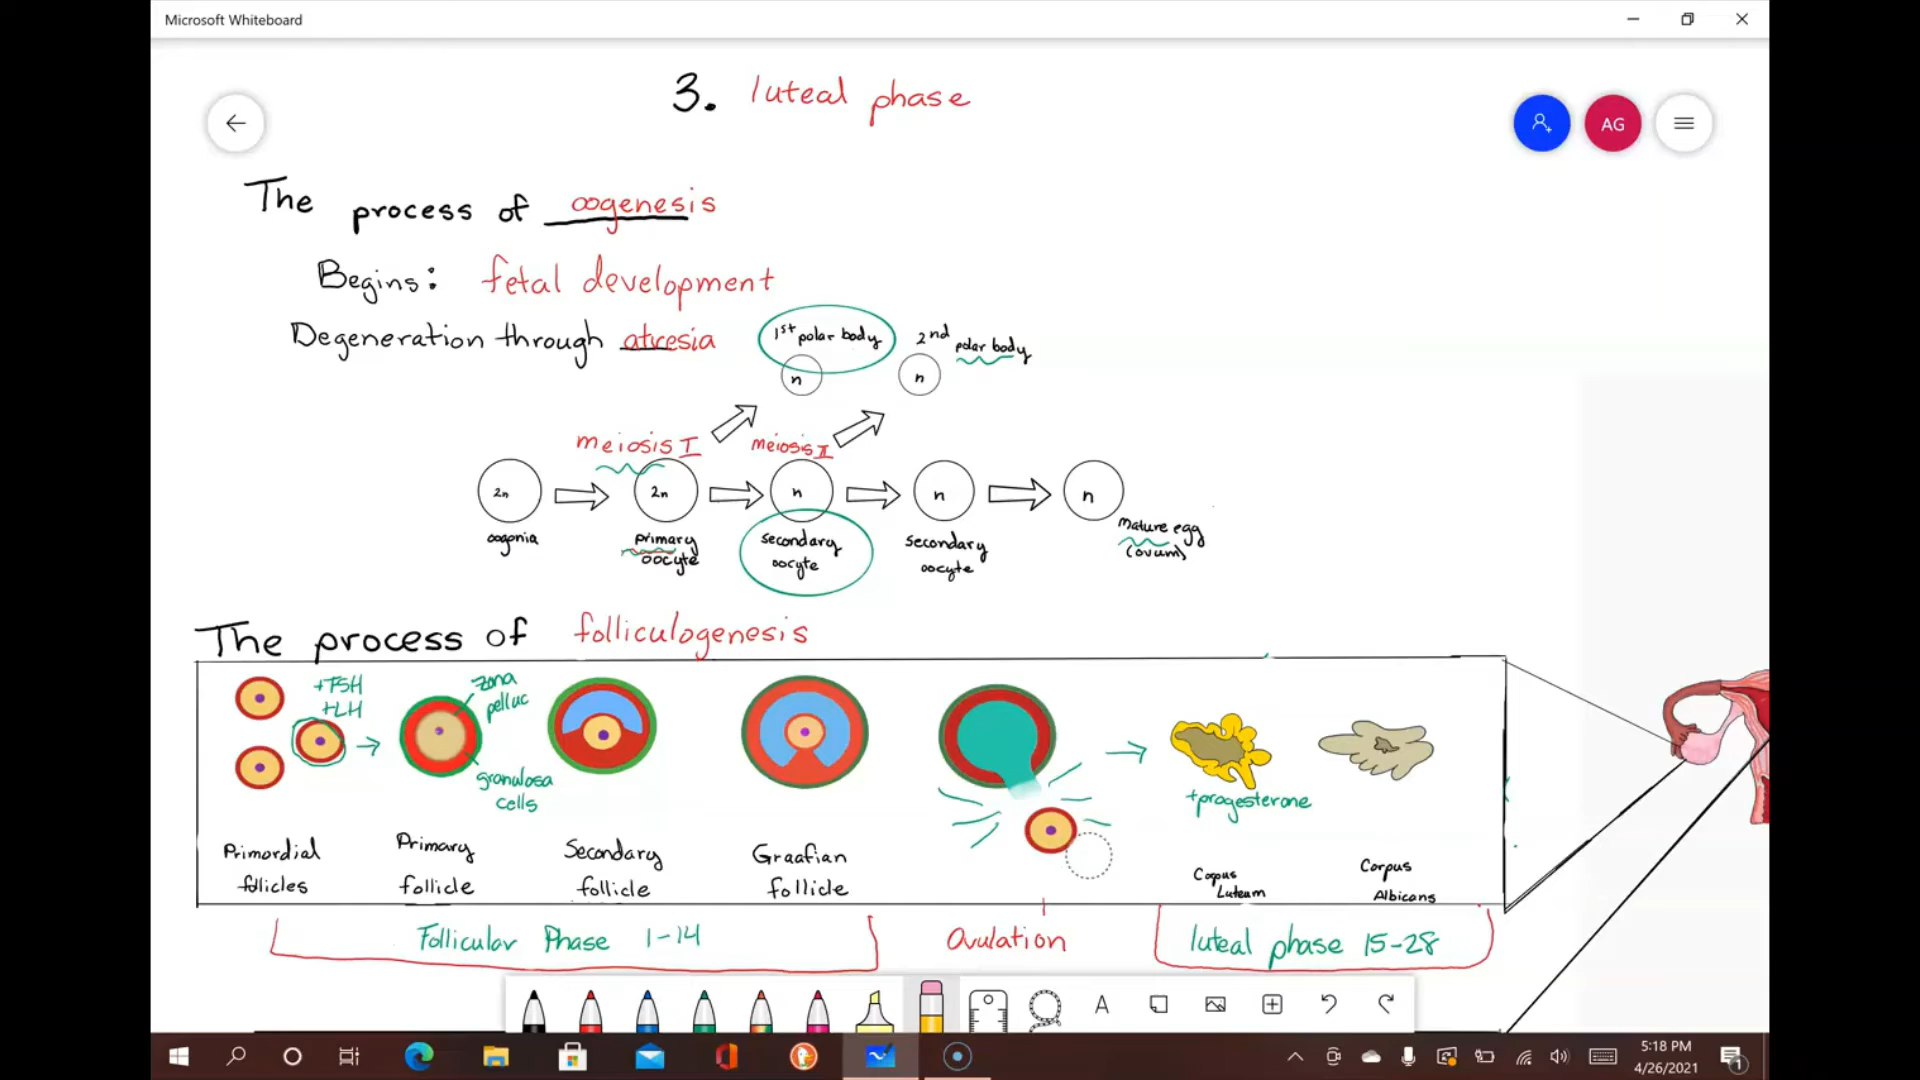 Microsoft Whiteboard
3. luteal phase
AG
The process of oogenesis
Begins: fetal development
Degeneration through atresia
1st polar body
2nd polar body
n
n
meiosis I
meiosis II
2n
2n
n
n
n
oogonia
primary oocyte
secondary oocyte
secondary oocyte
mature egg
(ovum)
The process of folliculogenesis
+FSH
+LH
zona
pelluc
granulosa
cells
+progesterone
Primordial
follicles
Primary
follicle
Secondary
follicle
Graafian
follicle
Copus
Luteum
Corpus
Albicans
Follicular Phase 1-14
Ovulation
luteal phase 15-28
A
5:18 PM
4/26/2021
1